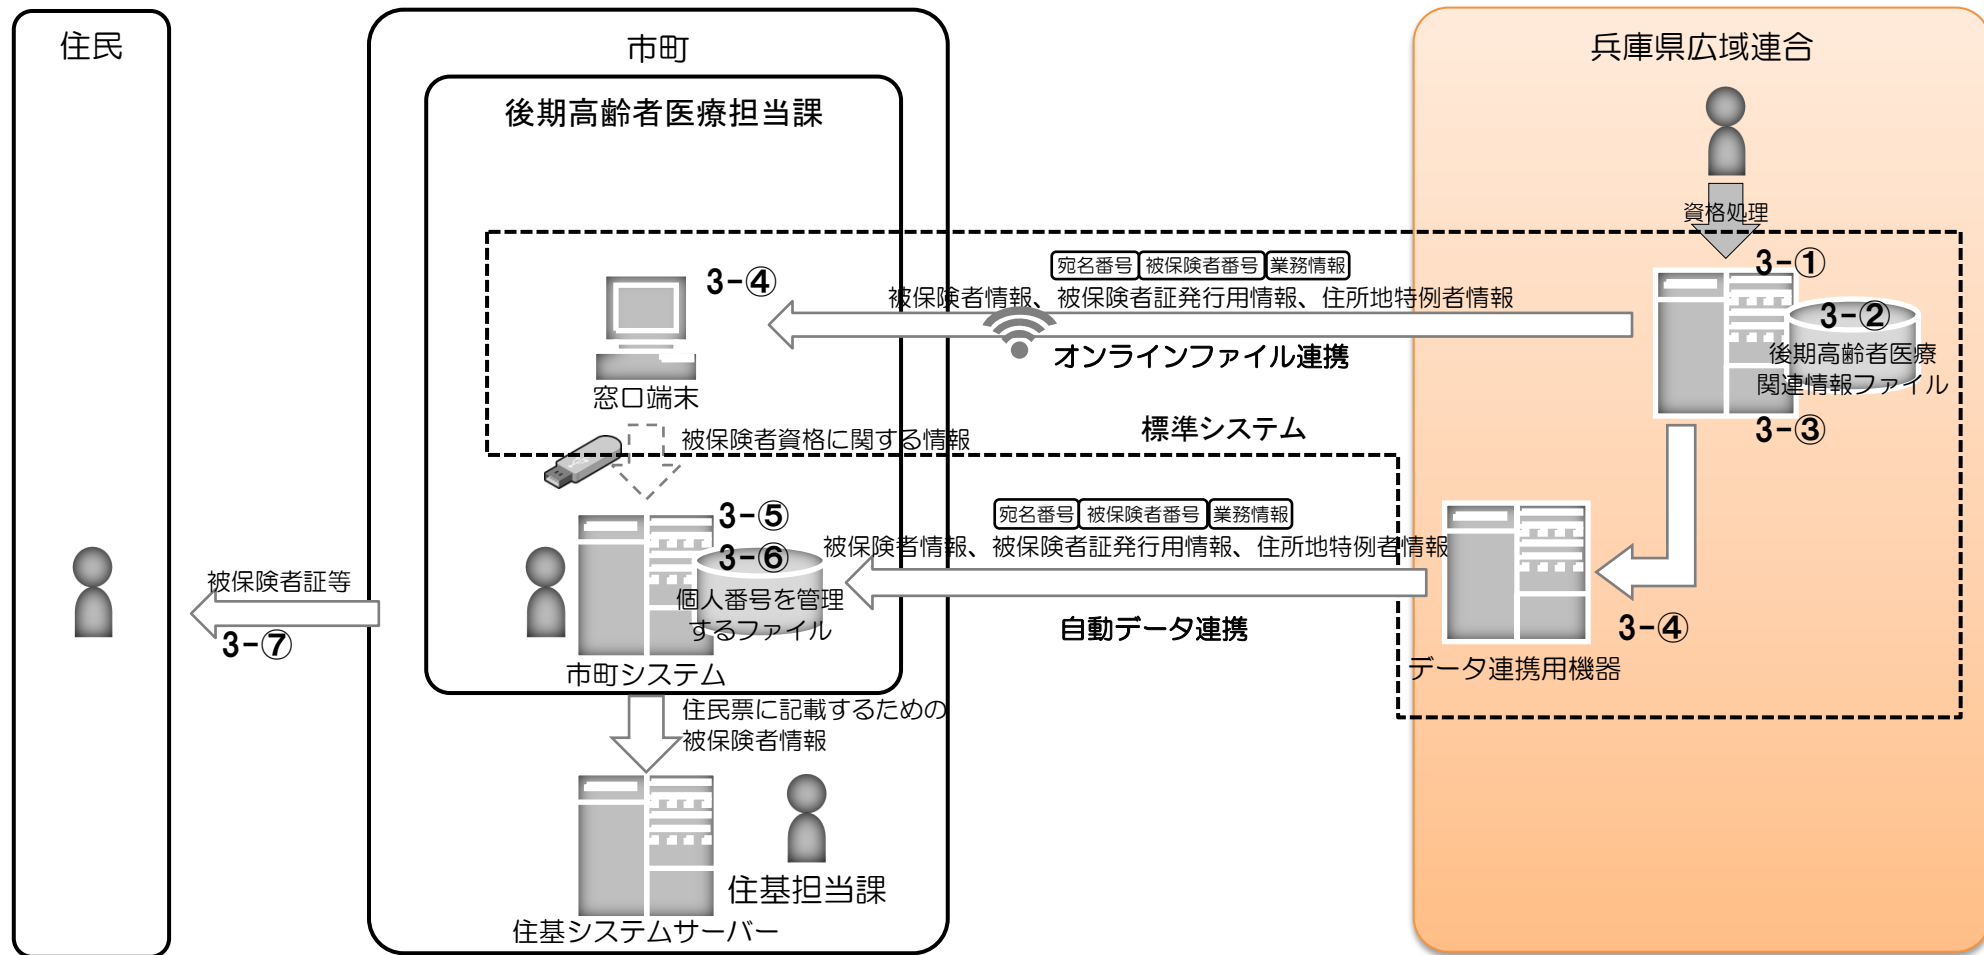 住民
市町
後期高齢者医療担当課
兵庫県広域連合
資格処理
3-①
3-②
後期高齢者医療
関連情報ファイル
3-③
宛名番号 被保険者番号 業務情報
被保険者情報、被保険者証発行用情報、住所地特例者情報
オンラインファイル連携
3-④
窓口端末
標準システム
被保険者資格に関する情報
宛名番号 被保険者番号 業務情報
被保険者情報、被保険者証発行用情報、住所地特例者情報
自動データ連携
3-④
データ連携用機器
3-⑤
3-⑥
個人番号を管理
するファイル
市町システム
被保険者証等
3-⑦
住民票に記載するための
被保険者情報
住基担当課
住基システムサーバー